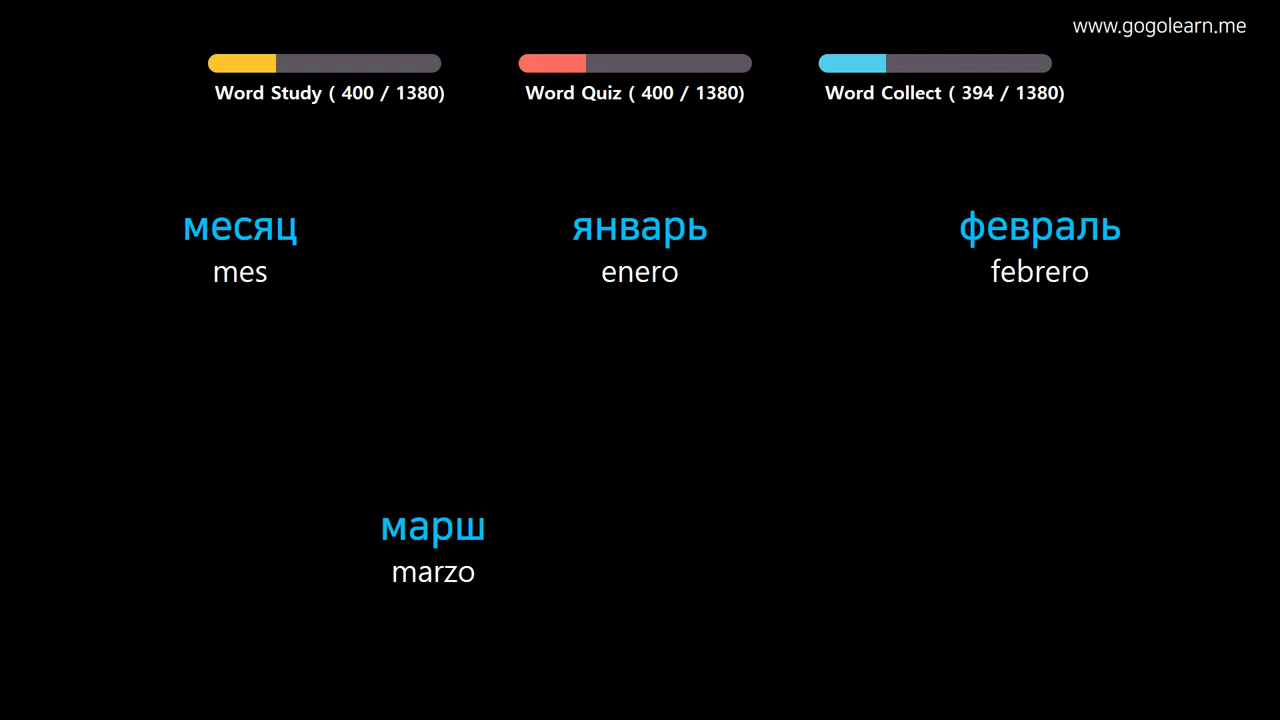 www.gogolearn.me
Word Study ( 400 / 1380)
Word Quiz ( 400 / 1380)
Word Collect ( 394 / 1380)
месяц
mes
январь
enero
февраль
febrero
марш
marzo